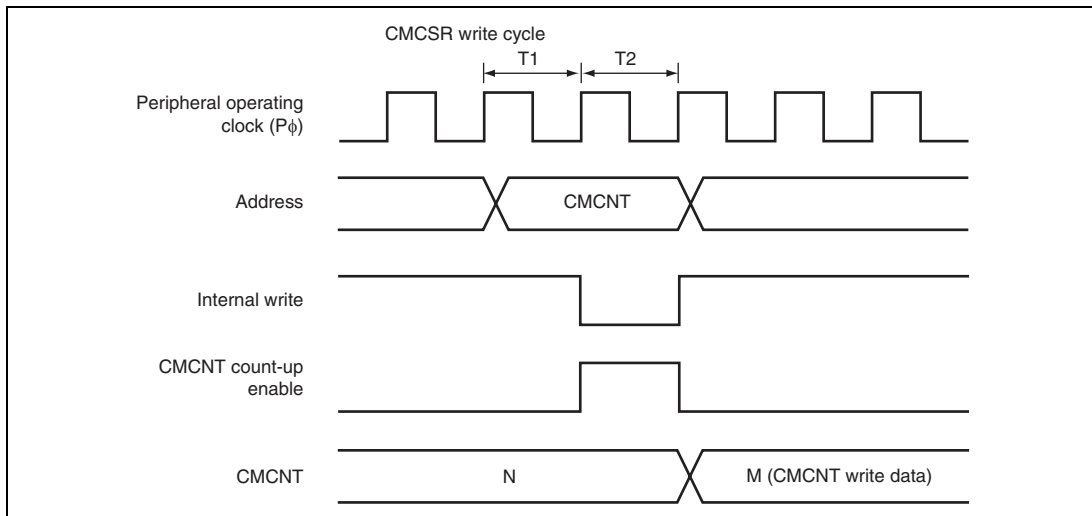 CMCSR write cycle
T1
T2
Peripheral operating
clock (Pϕ)
Address
CMCNT
Internal write
CMCNT count-up
enable
CMCNT
N
M (CMCNT write data)